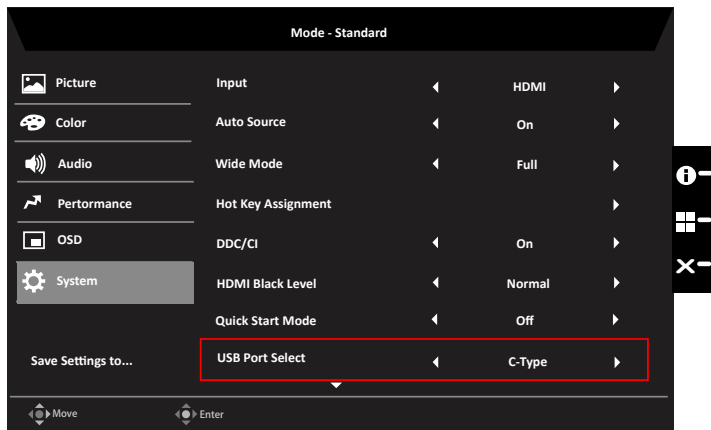 Mode - Standard
Picture
Input HDMI
Color
Auto Source On
Audio
Wide Mode Full
Pertormance
Hot Key Assignment
OSD
DDC/CI On
System
HDMI Black Level Normal
Quick Start Mode Off
Save Settings to...
USB Port Select C-Type
Move Enter